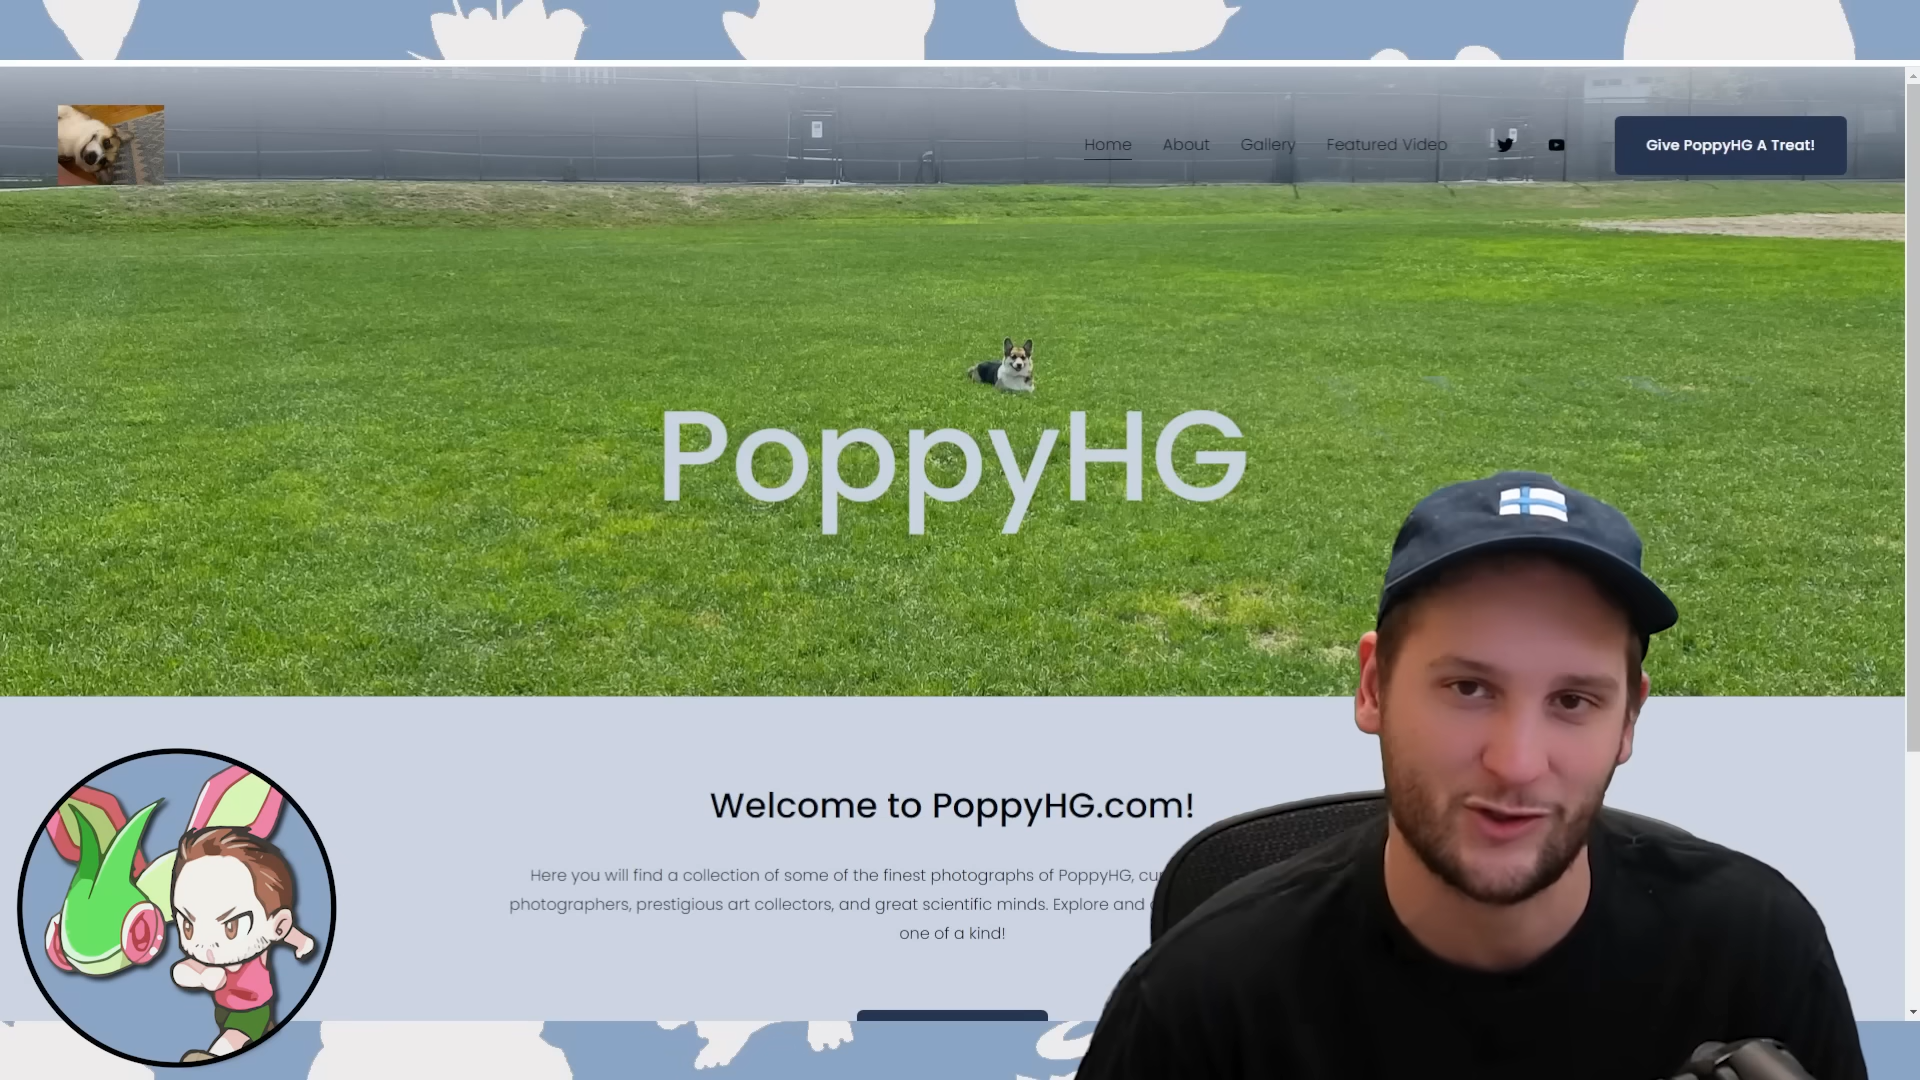 Home About Gallery Featured Video Give PoppyHG A Treat!
PoppyHG
Welcome to PoppyHG.com!
Here you will find a collection of some of the finest photographs of PoppyHG,
photographers, prestigious art collectors, and great scientific minds. Explore and
one of a kind!